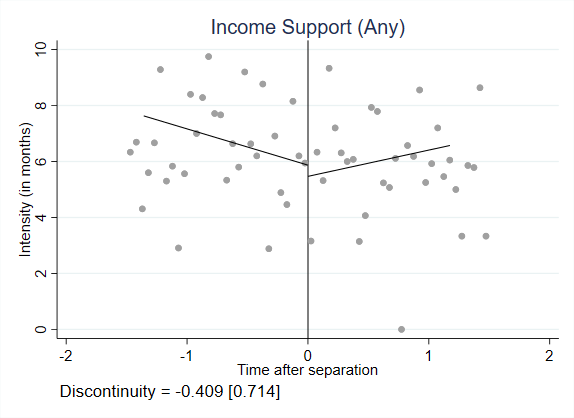 Income Support (Any)
Intensity (in months)
10
8
6
4
2
0
-2 -1 0 1 2
Time after separation
Discontinuity = -0.409 [0.714]